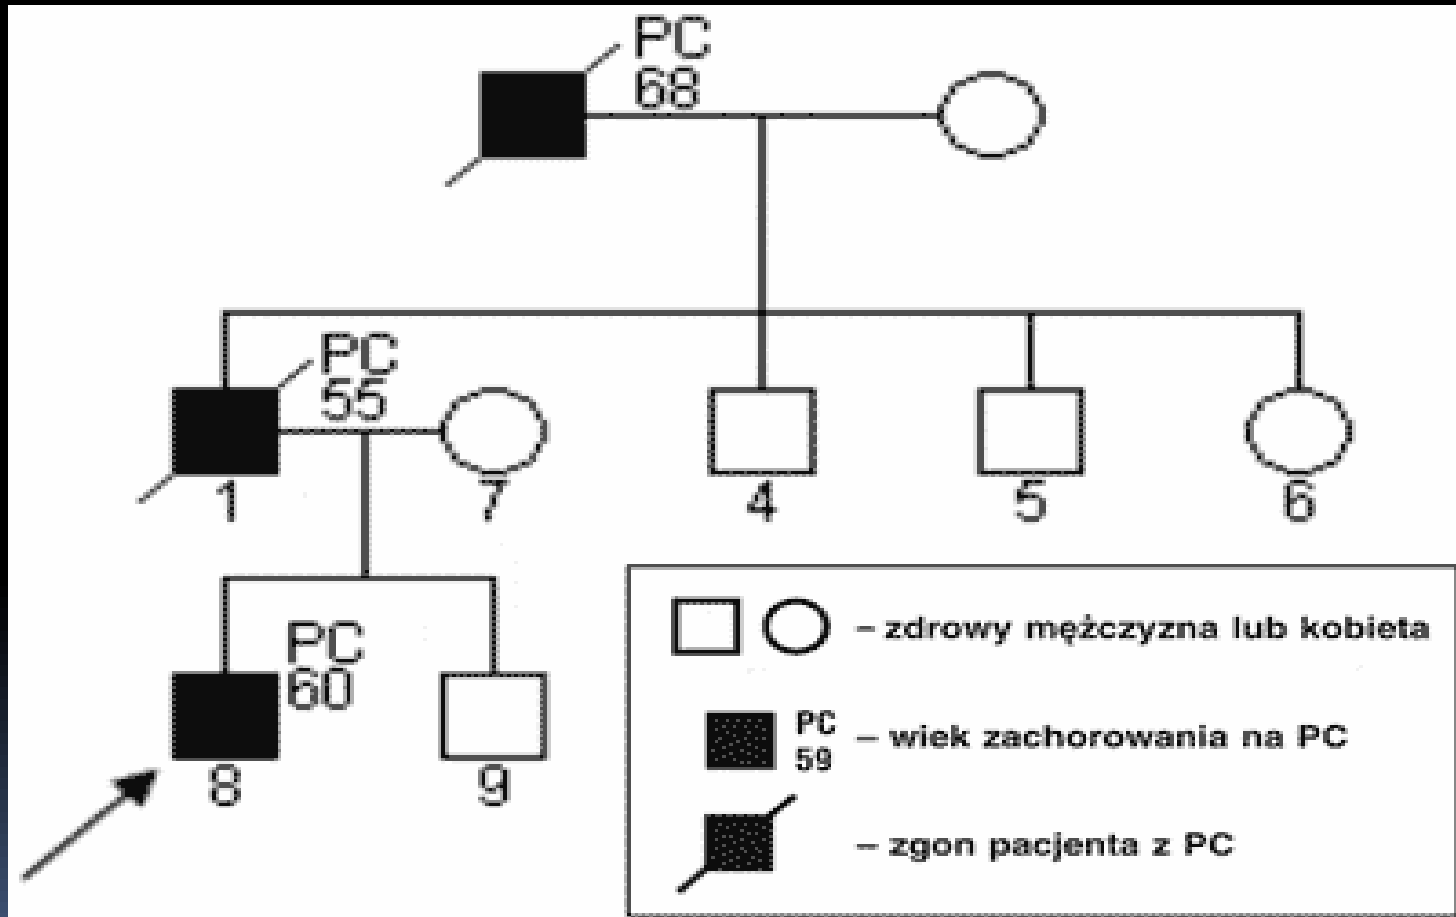 PC
68
PC
55
1
7
4
5
6
PC
60
8
9
– zdrowy mężczyzna lub kobieta
PC
59
– wiek zachorowania na PC
– zgon pacjenta z PC